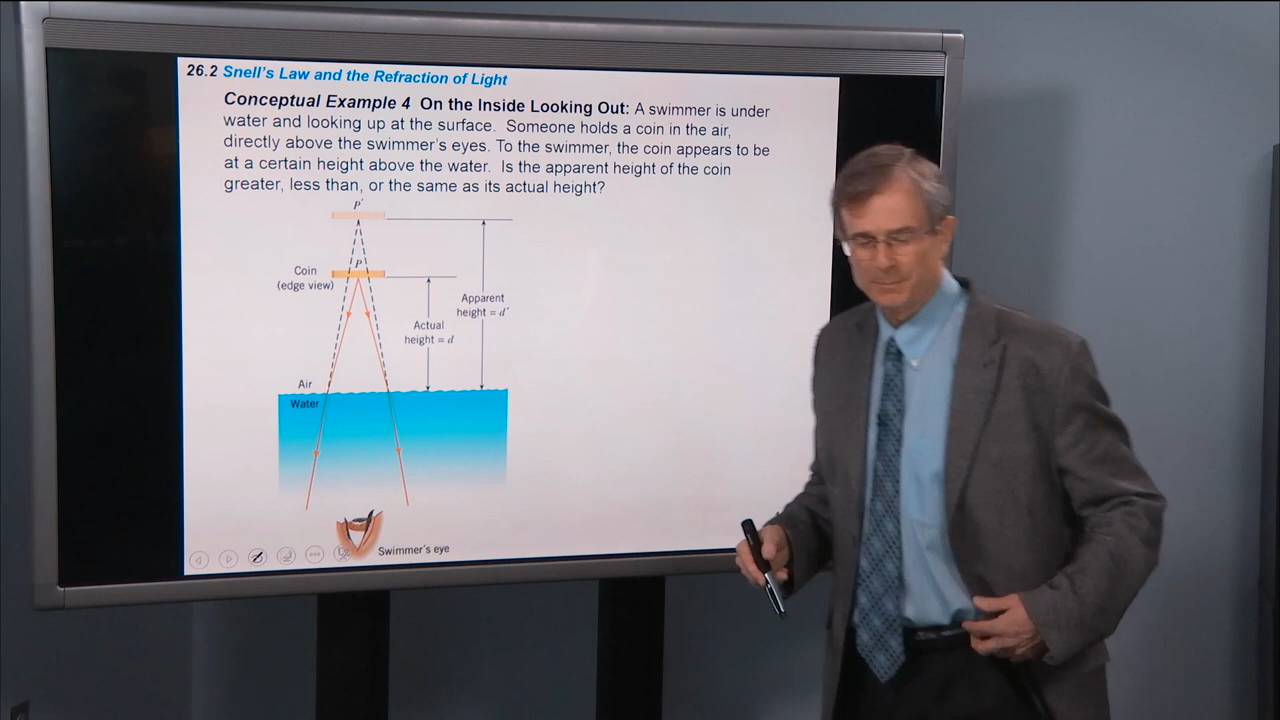 26.2 Snell's Law and the Refraction of Light
Conceptual Example 4 On the Inside Looking Out: A swimmer is under
water and looking up at the surface. Someone holds a coin in the air,
directly above the swimmer's eyes. To the swimmer, the coin appears to be
at a certain height above the water. Is the apparent height of the coin
greater, less than, or the same as its actual height?
P'
P
Coin
(edge view)
Apparent
height = d'
Actual
height = d
Air
Water
Swimmer's eye